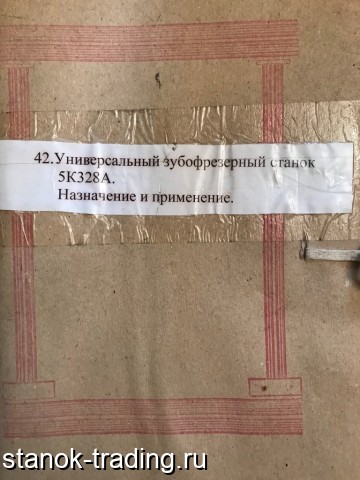 42.Универсальный зубофрезерный станок
5К328А.
Назначение и применение.
stanok-trading.ru